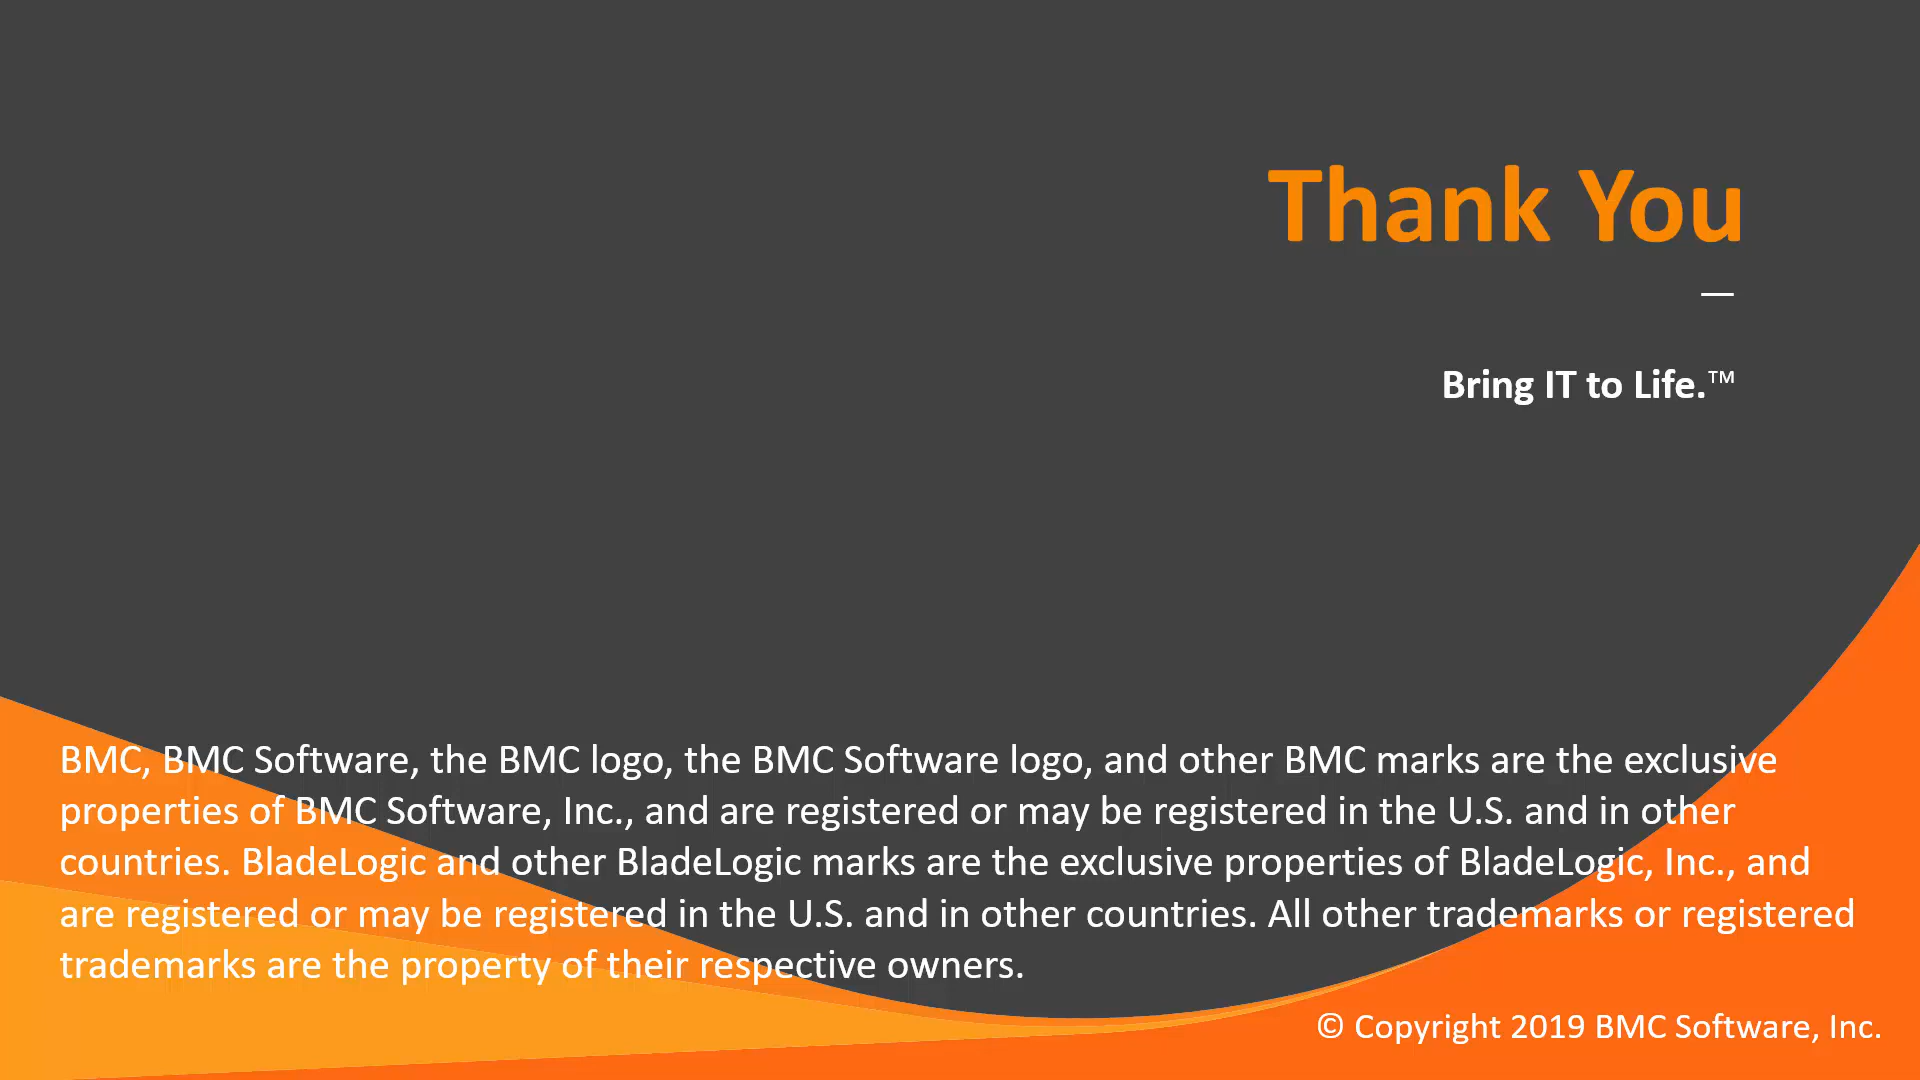 Thank You
—
Bring IT to Life.™
BMC, BMC Software, the BMC logo, the BMC Software logo, and other BMC marks are the exclusive
properties of BMC Software, Inc., and are registered or may be registered in the U.S. and in other
countries. BladeLogic and other BladeLogic marks are the exclusive properties of BladeLogic, Inc., and
are registered or may be registered in the U.S. and in other countries. All other trademarks or registered
trademarks are the property of their respective owners.
© Copyright 2019 BMC Software, Inc.